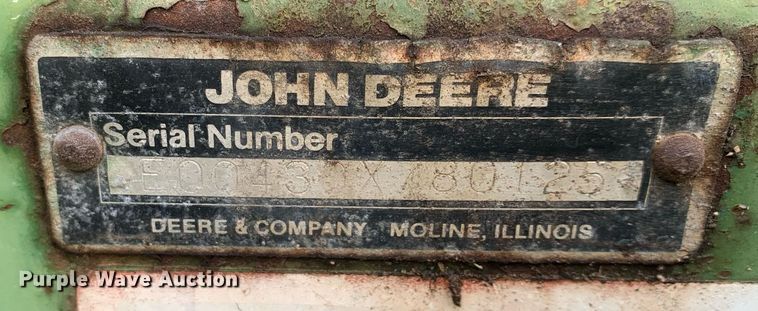 JOHN DEERE
Serial Number
E00430X780125
DEERE & COMPANY MOLINE, ILLINOIS
Purple Wave Auction